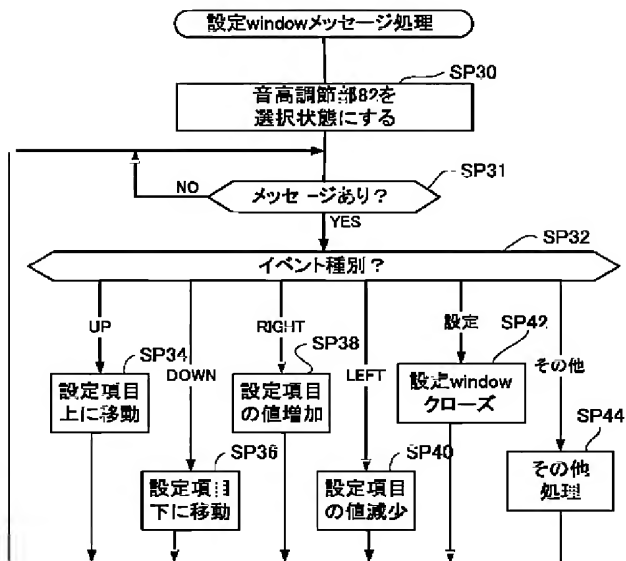 設定windowメッセージ処理
SP30
音高調節部82を
選択状態にする
SP31
NO
メッセージあり？
YES
SP32
イベント種別？
UP
DOWN
RIGHT
LEFT
設定
その他
SP34
設定項目
上に移動
SP38
設定項目
の値増加
SP42
設定window
クローズ
SP36
設定項目
下に移動
SP40
設定項目
の値減少
SP44
その他
処理